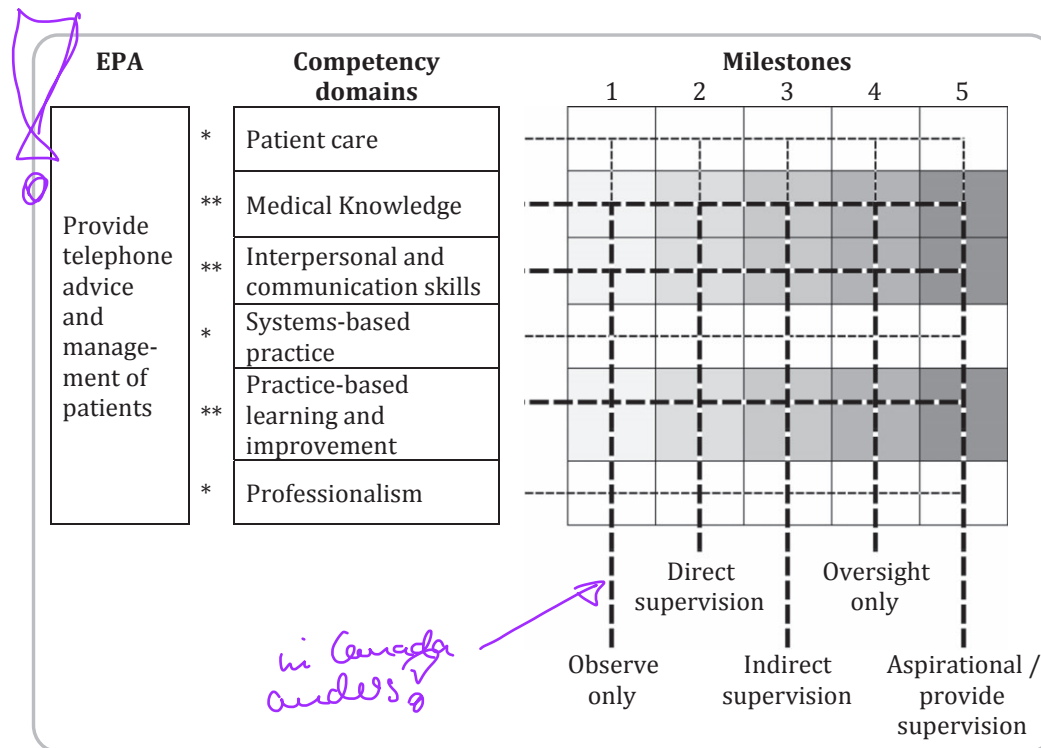 EPA
Competency
domains
Milestones
1 2 3 4 5
Provide
telephone
advice
and
manage-
ment of
patients
* Patient care
** Medical Knowledge
** Interpersonal and
communication skills
* Systems-based
practice
** Practice-based
learning and
improvement
* Professionalism
Direct
supervision
Oversight
only
Observe
only
Indirect
supervision
Aspirational /
provide
supervision
in Canada
anders?